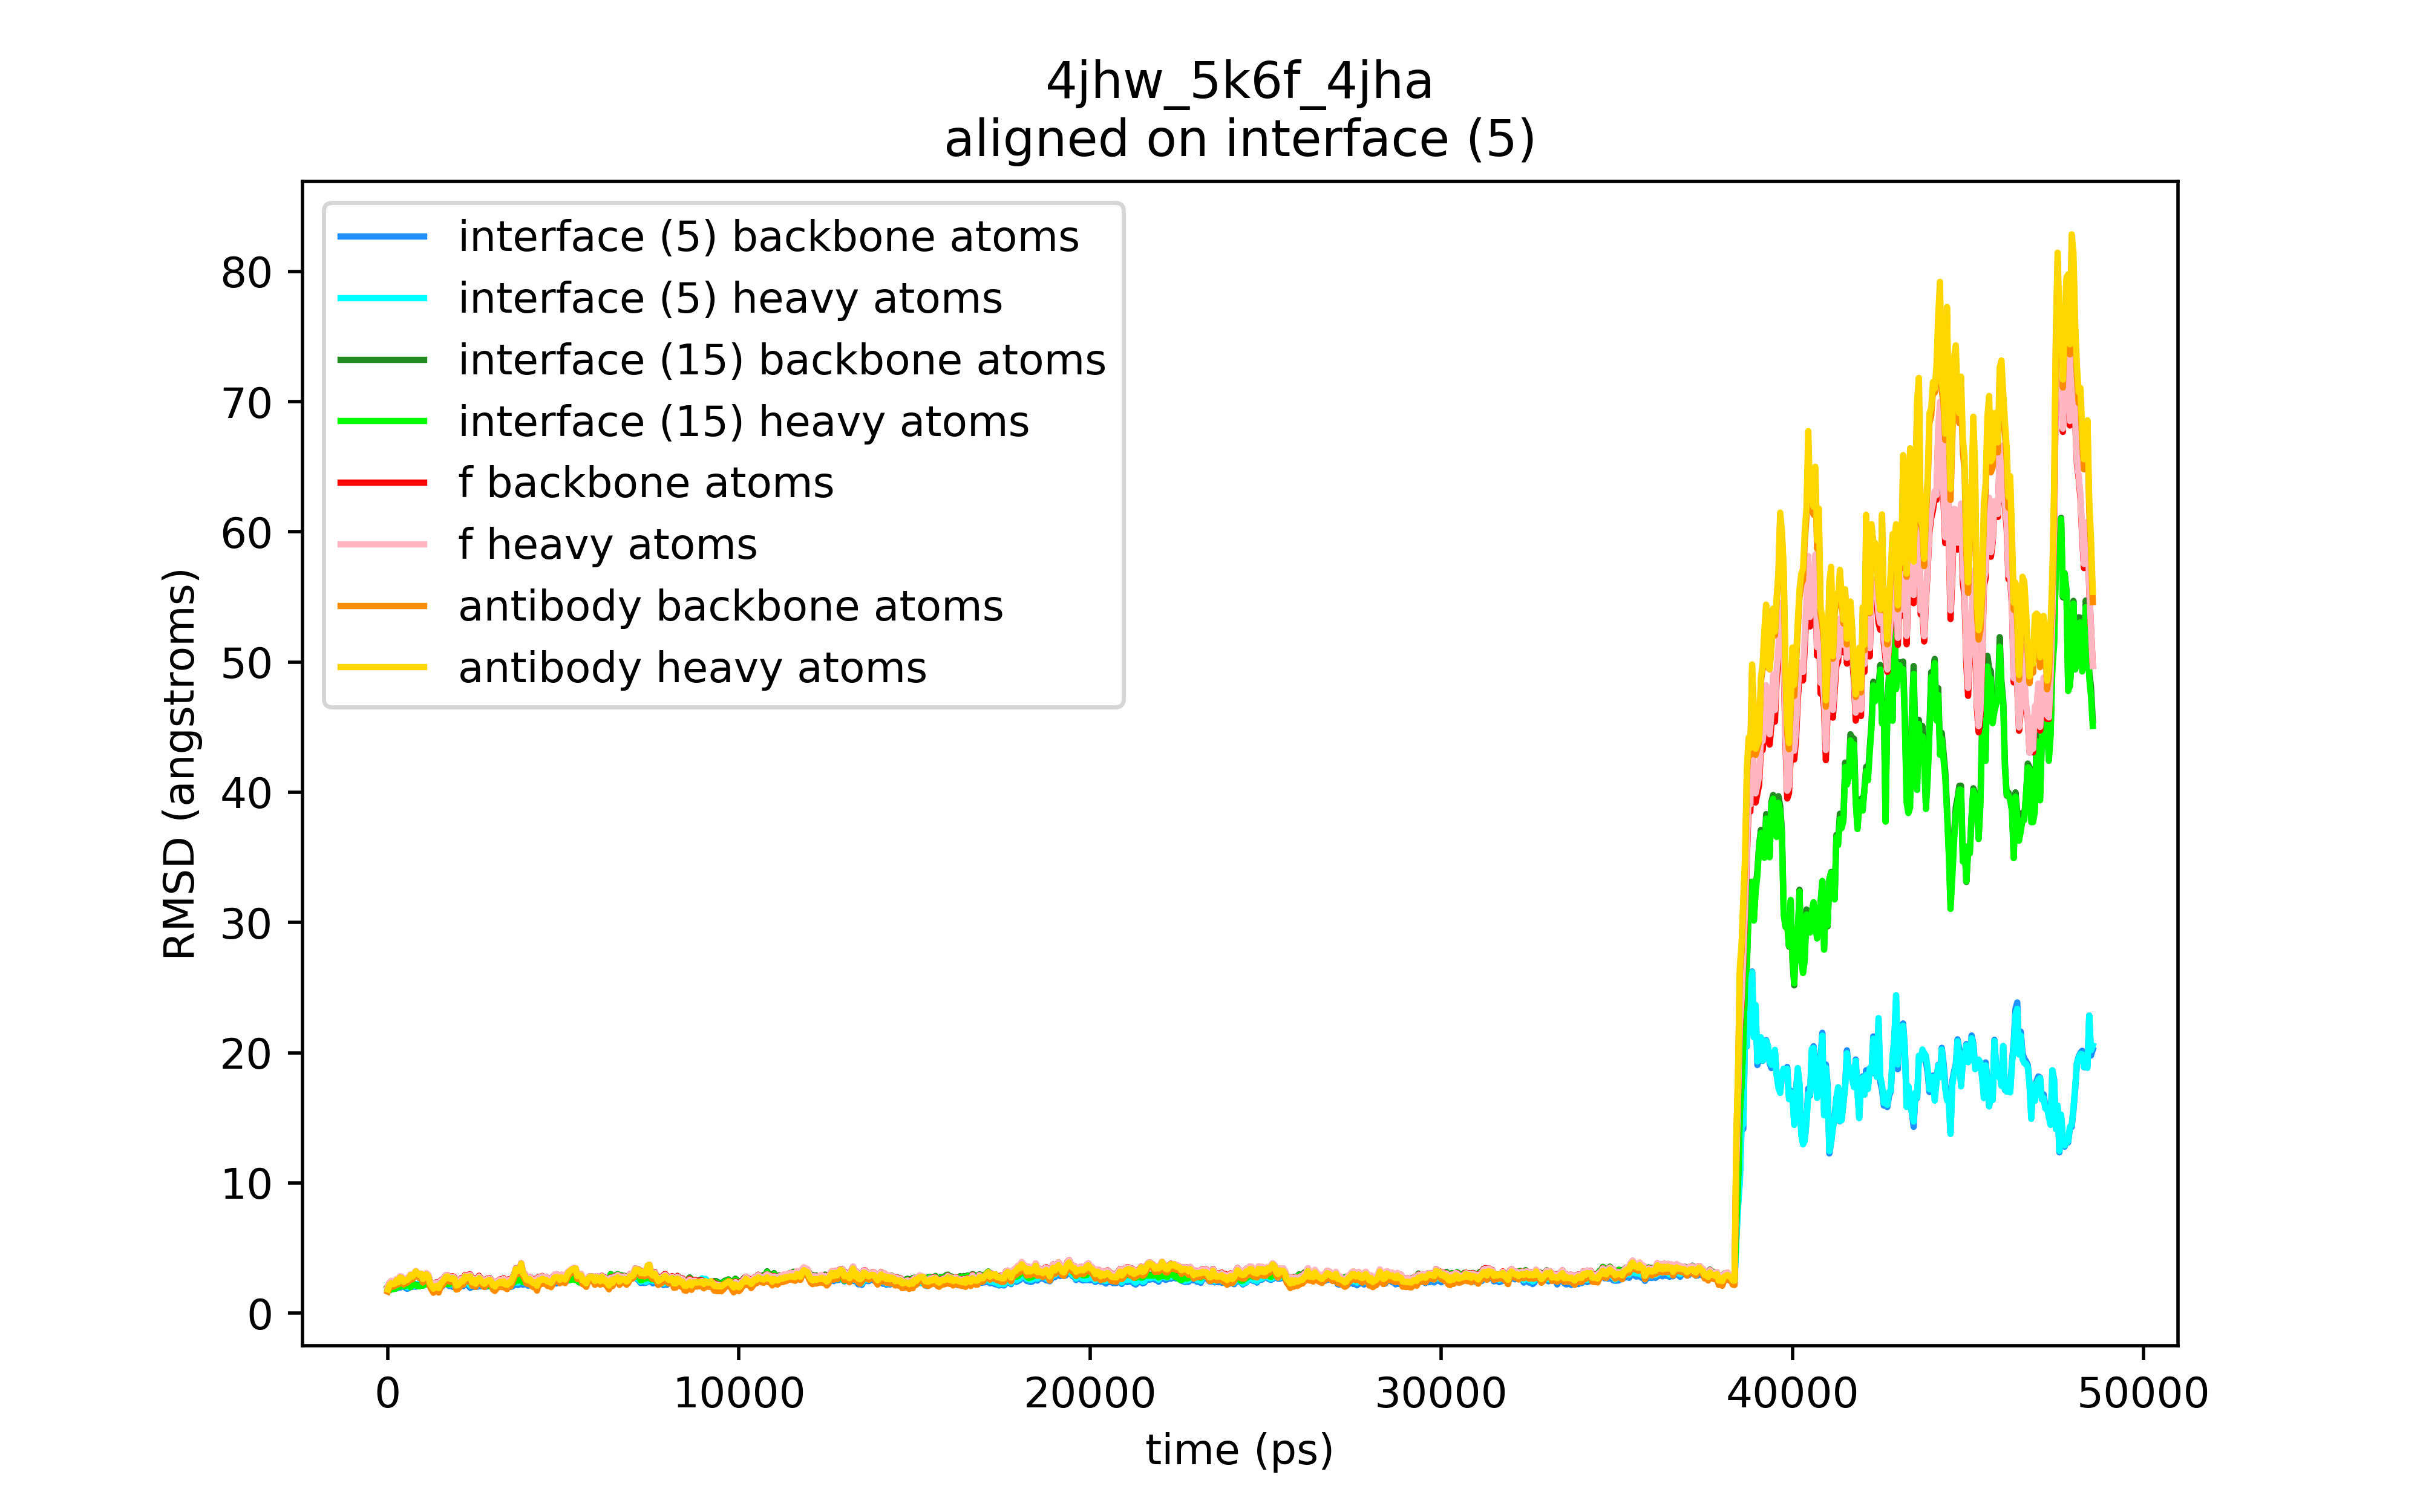 4jhw_5k6f_4jha
aligned on interface (5)
interface (5) backbone atoms
interface (5) heavy atoms
interface (15) backbone atoms
interface (15) heavy atoms
f backbone atoms
f heavy atoms
antibody backbone atoms
antibody heavy atoms
RMSD (angstroms)
80
70
60
50
40
30
20
10
0
0 10000 20000 30000 40000 50000
time (ps)